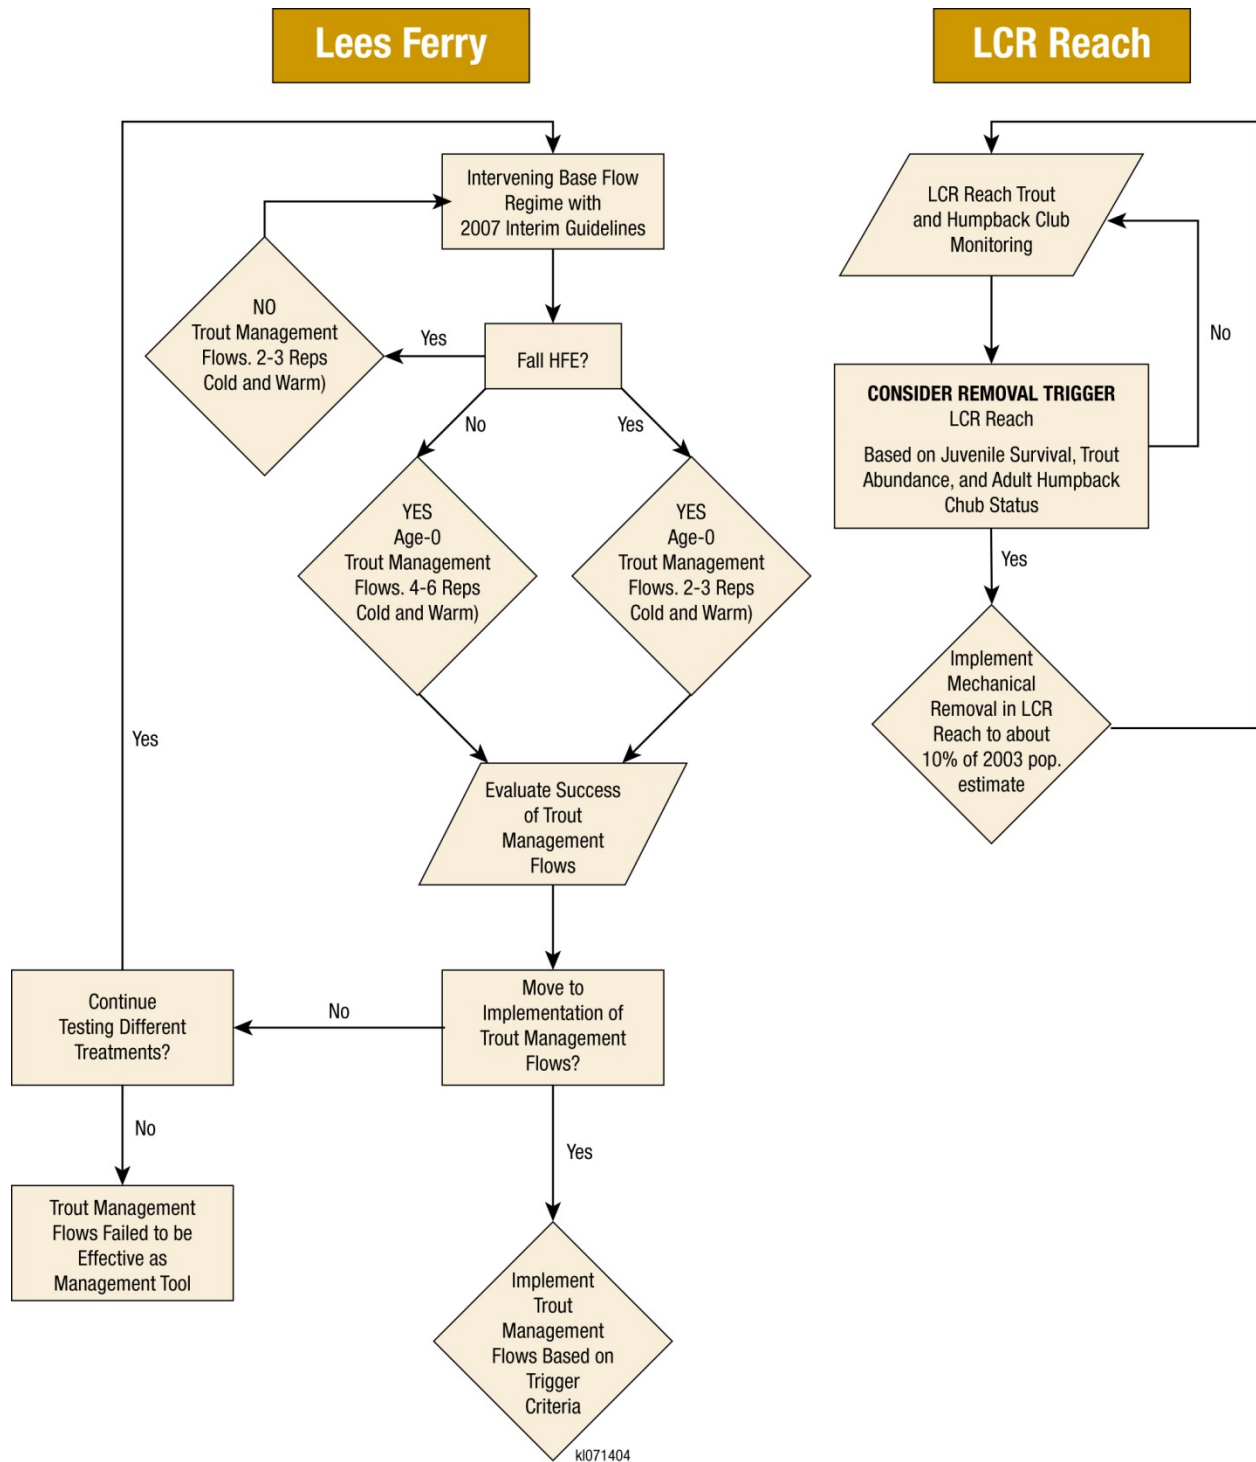 Lees Ferry
LCR Reach
Intervening Base Flow
Regime with
2007 Interim Guidelines
NO
Trout Management
Flows. 2-3 Reps
Cold and Warm)
Yes
Fall HFE?
No
Yes
YES
Age-0
Trout Management
Flows. 4-6 Reps
Cold and Warm)
YES
Age-0
Trout Management
Flows. 2-3 Reps
Cold and Warm)
Evaluate Success
of Trout
Management
Flows
Yes
Continue
Testing Different
Treatments?
No
Move to
Implementation of
Trout Management
Flows?
No
Trout Management
Flows Failed to be
Effective as
Management Tool
Yes
Implement
Trout
Management
Flows Based on
Trigger
Criteria
kl071404
LCR Reach Trout
and Humpback Club
Monitoring
No
CONSIDER REMOVAL TRIGGER
LCR Reach
Based on Juvenile Survival, Trout
Abundance, and Adult Humpback
Chub Status
Yes
Implement
Mechanical
Removal in LCR
Reach to about
10% of 2003 pop.
estimate